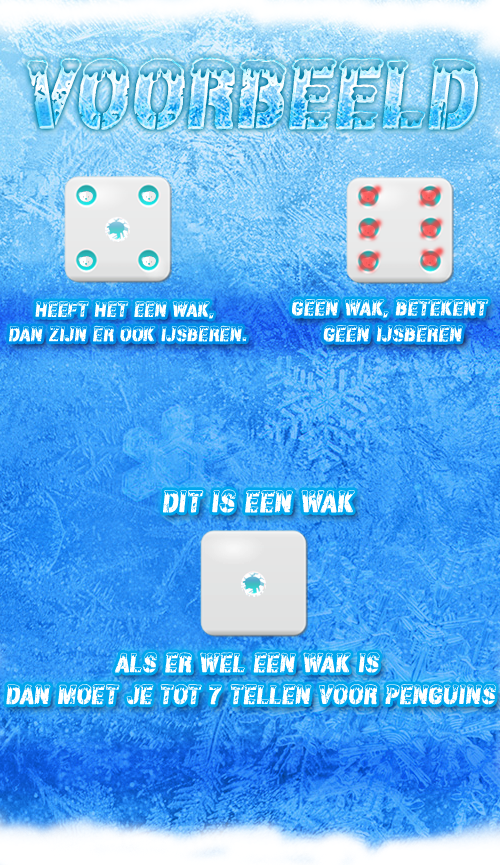 VOORBEELD
HEEFT HET EEN WAK,
DAN ZIJN ER OOK IJSBEREN.
GEEN WAK, BETEKENT
GEEN IJSBEREN
DIT IS EEN WAK
ALS ER WEL EEN WAK IS
DAN MOET JE TOT 7 TELLEN VOOR PENGUINS